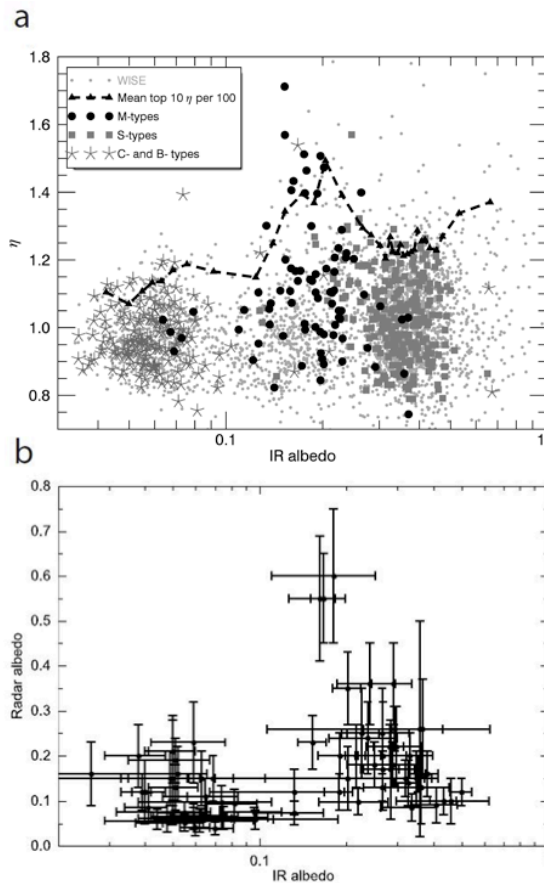 a
1.8
WISE
Mean top 10 η per 100
M-types
S-types
C- and B- types
1.6
1.4
η
1.2
1.0
0.8
0.1
1
IR albedo
b
0.8
0.7
0.6
0.5
Radar albedo
0.4
0.3
0.2
0.1
0.0
0.1
IR albedo